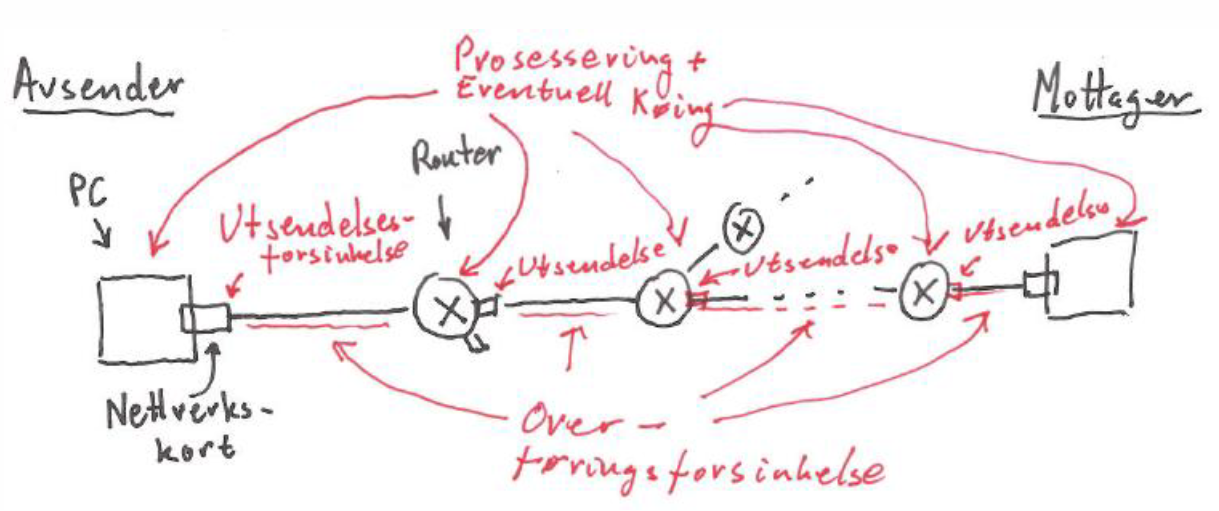 Prosessering +
Eventuell Køing
Avsender
Mottager
Router
PC
Utsendelses-
forsinkelse
Utsendelse
Utsendelse
Utsendelse
Nettverks-
kort
Over-
føringsforsinkelse